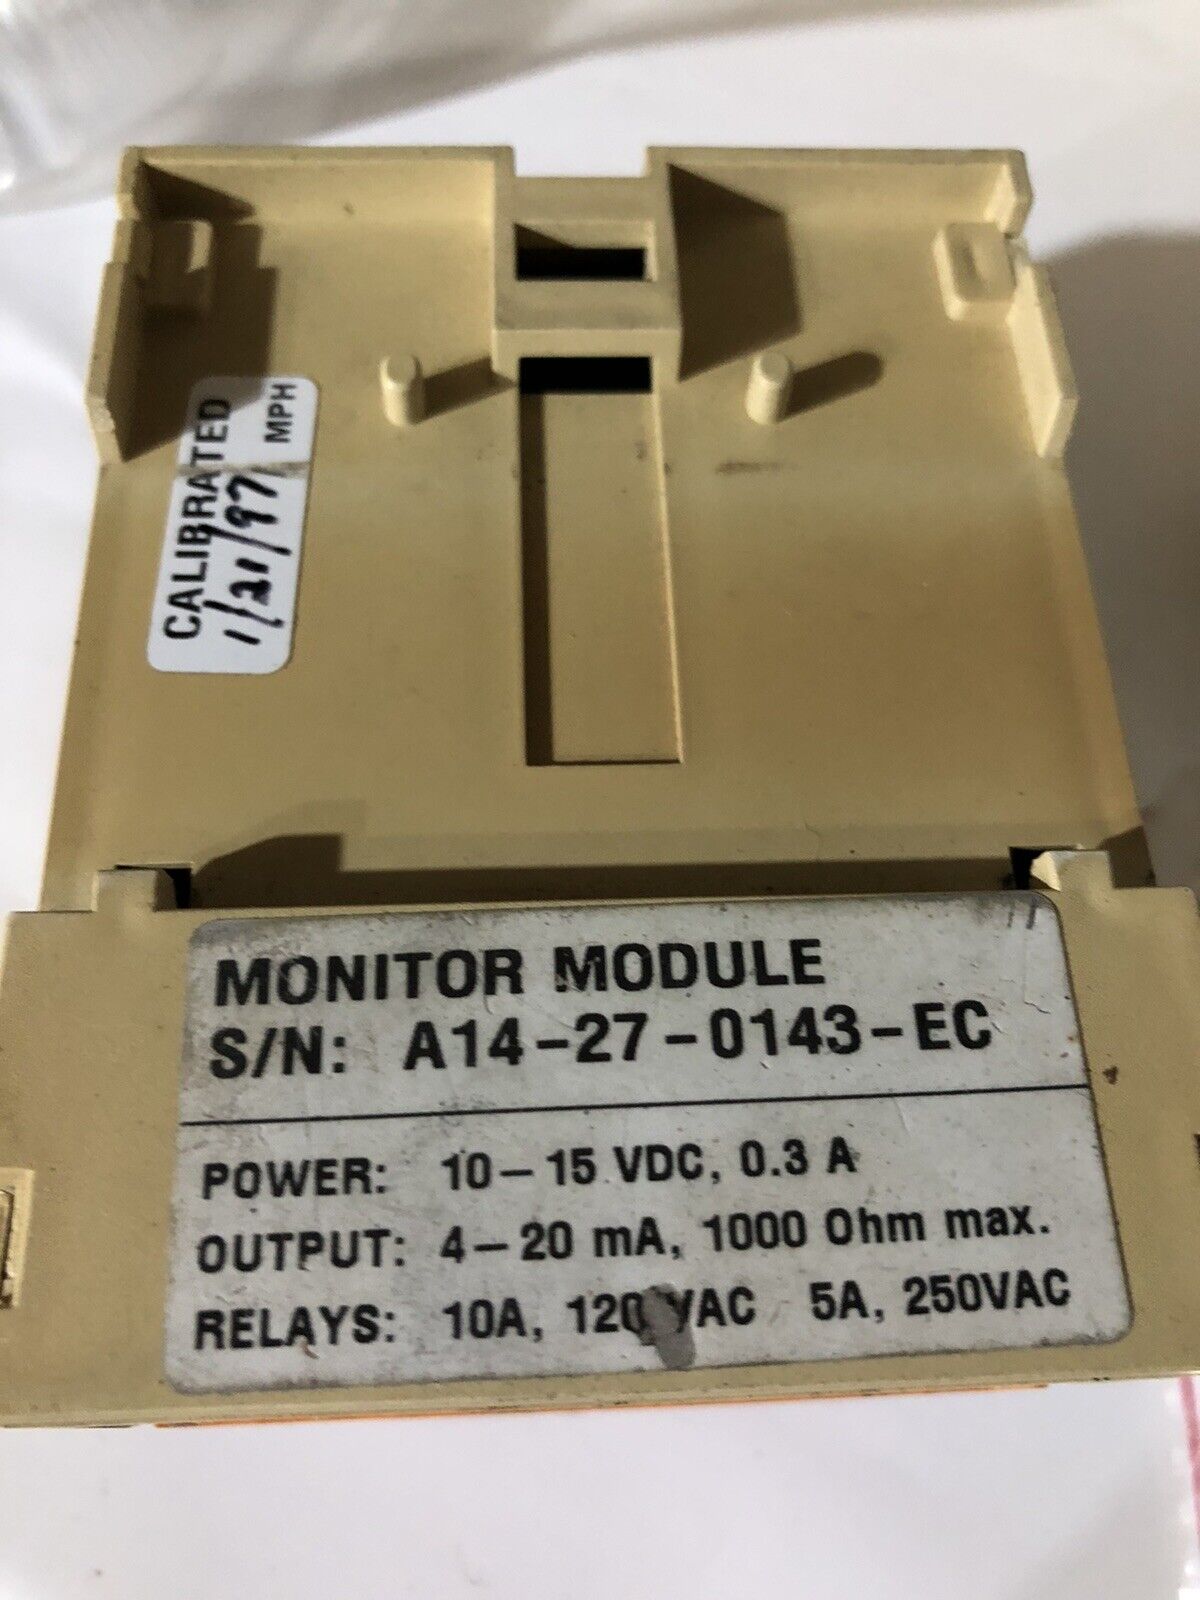 CALIBRATED
1/21/97 MPH
MONITOR MODULE
S/N: A14-27-0143-EC
POWER: 10-15 VDC, 0.3 A
OUTPUT: 4-20 mA, 1000 Ohm max.
RELAYS: 10A, 120 VAC 5A, 250VAC